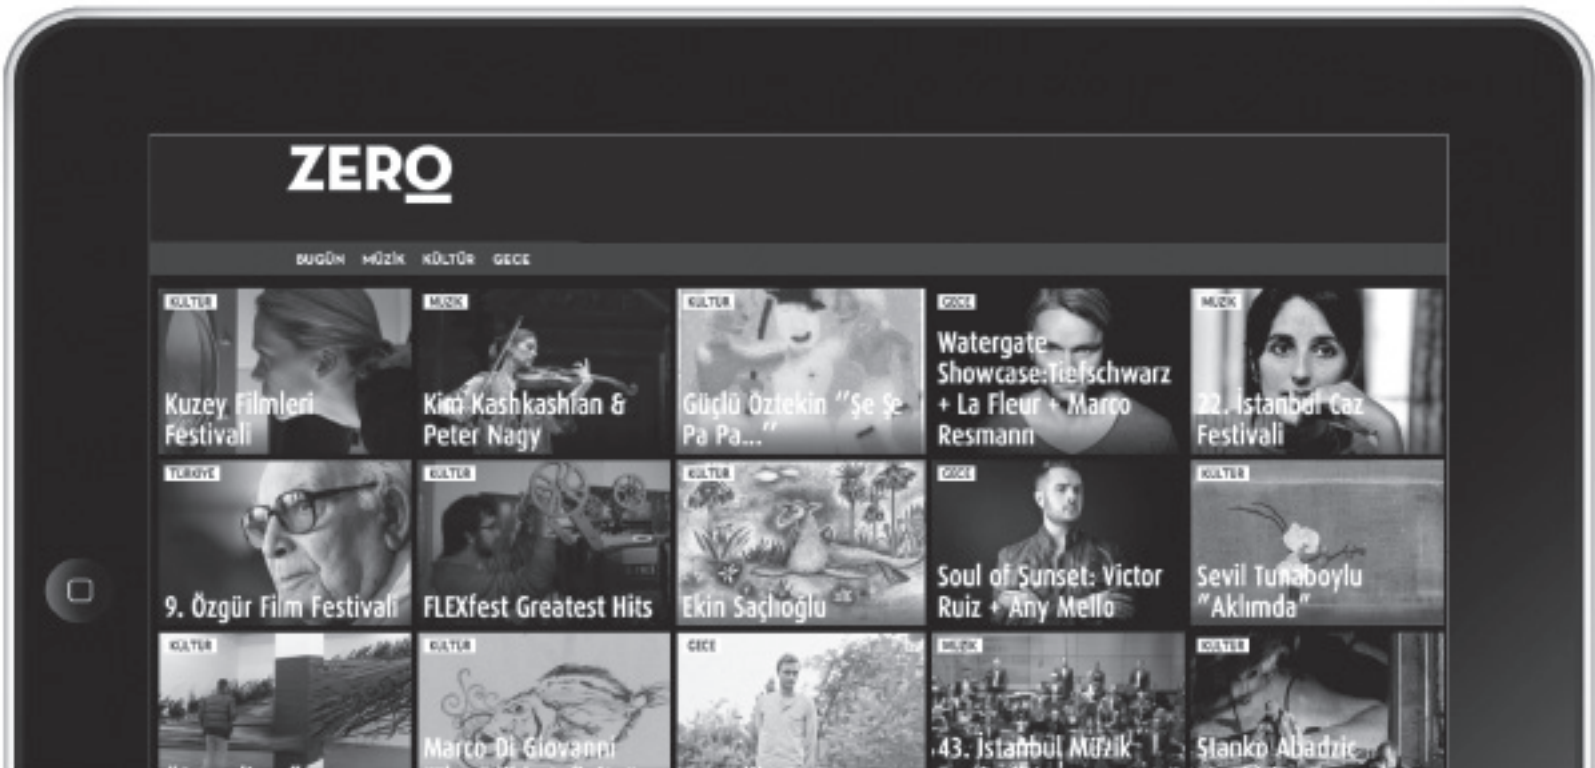 ZERO
BUGÜN MÜZİK KÜLTÜR GECE
KÜLTÜR
Kuzey Filmleri
Festivali
MÜZİK
Kim Kashkashian &
Peter Nagy
KÜLTÜR
Güçlü Öztekin "Şe Şe
Pa Pa..."
GECE
Watergate
Showcase:Tiefschwarz
+ La Fleur + Marco
Resmann
MÜZİK
22. İstanbul Caz
Festivali
TÜRKİYE
9. Özgür Film Festivali
KÜLTÜR
FLEXfest Greatest Hits
KÜLTÜR
Ekin Saçlıoğlu
GECE
Soul of Sunset: Victor
Ruiz + Any Mello
KÜLTÜR
Sevil Tunaboylu
"Aklımda"
KÜLTÜR
KÜLTÜR
Marco Di Giovanni
GECE
MÜZİK
43. İstanbul Müzik
KÜLTÜR
Stanko Abadzic